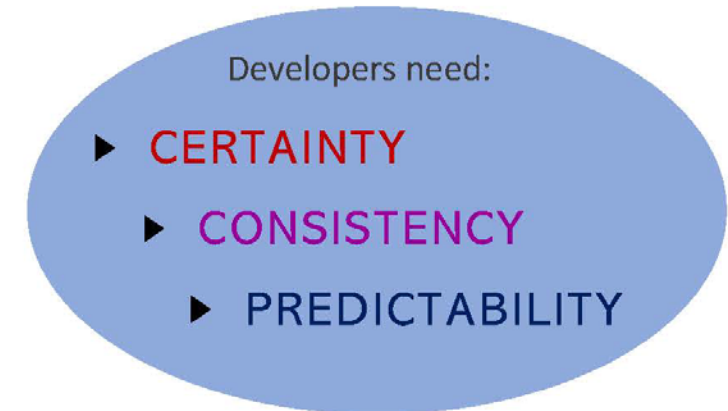 Developers need:
CERTAINTY
CONSISTENCY
PREDICTABILITY